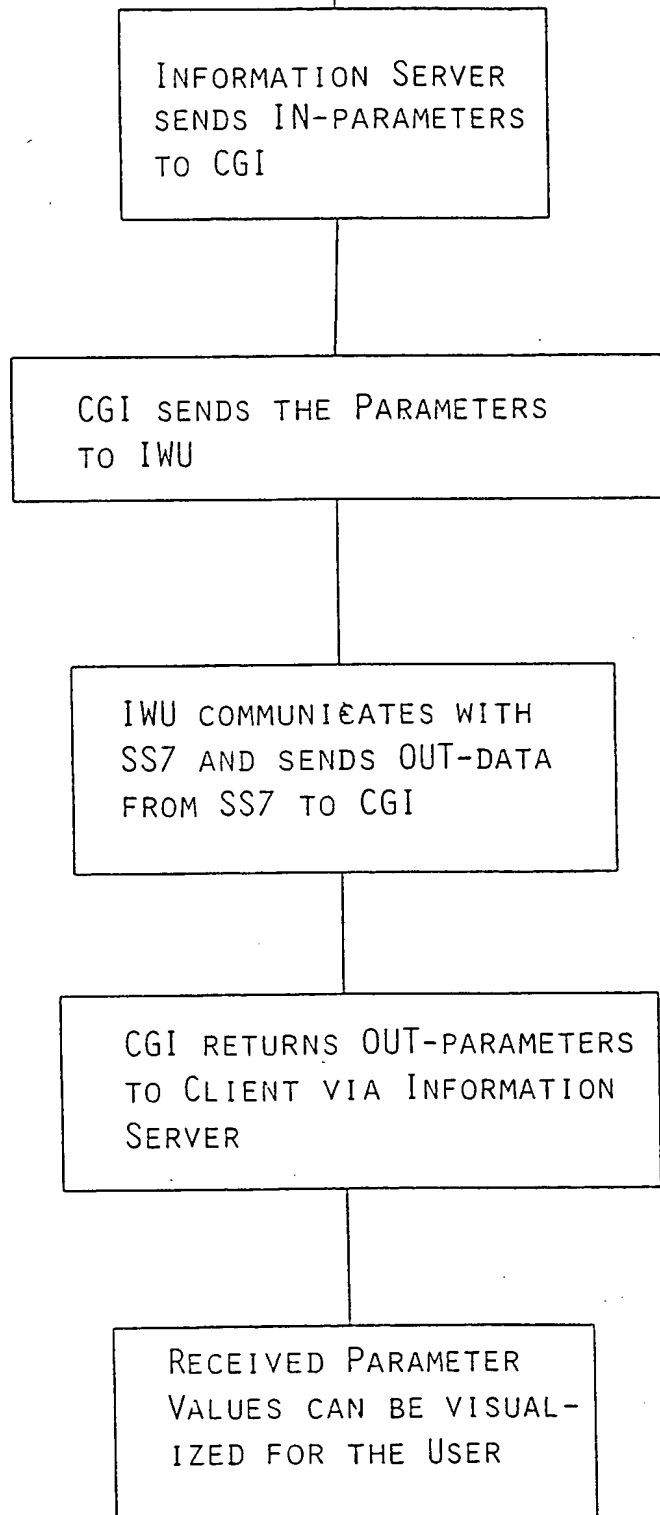 INFORMATION SERVER
SENDS IN-PARAMETERS
TO CGI
CGI SENDS THE PARAMETERS
TO IWU
IWU COMMUNICATES WITH
SS7 AND SENDS OUT-DATA
FROM SS7 TO CGI
CGI RETURNS OUT-PARAMETERS
TO CLIENT VIA INFORMATION
SERVER
RECEIVED PARAMETER
VALUES CAN BE VISUAL-
IZED FOR THE USER